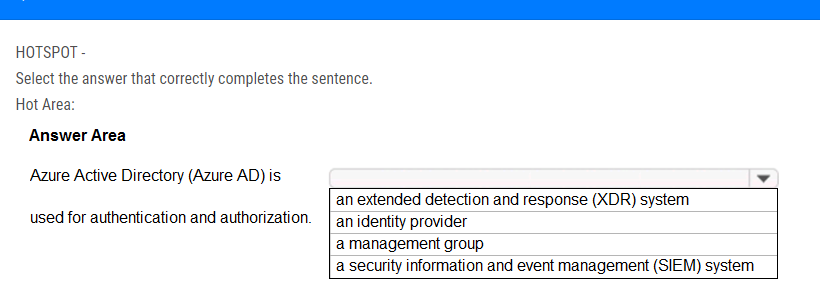 HOTSPOT -
Select the answer that correctly completes the sentence.
Hot Area:
Answer Area
Azure Active Directory (Azure AD) is
used for authentication and authorization.
an extended detection and response (XDR) system
an identity provider
a management group
a security information and event management (SIEM) system